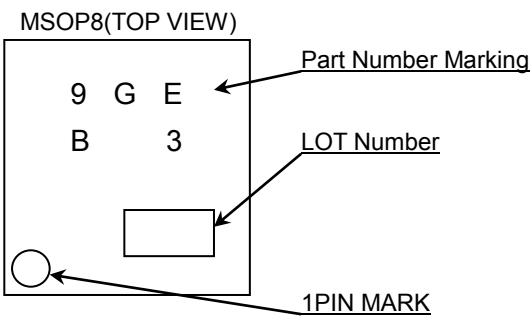 MSOP8(TOP VIEW)
Part Number Marking
9 G E
B 3
LOT Number
1PIN MARK